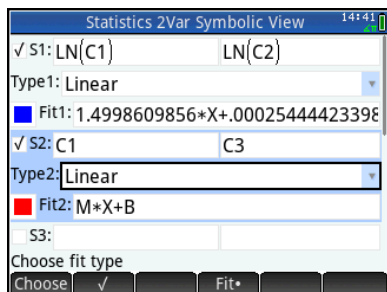 Statistics 2Var Symbolic View 14:41
√ S1: LN(C1) LN(C2)
Type1: Linear
Fit1: 1.4998609856*X+.00025444423398
√ S2: C1 C3
Type2: Linear
Fit2: M*X+B
S3:
Choose fit type
Choose √ Fit•